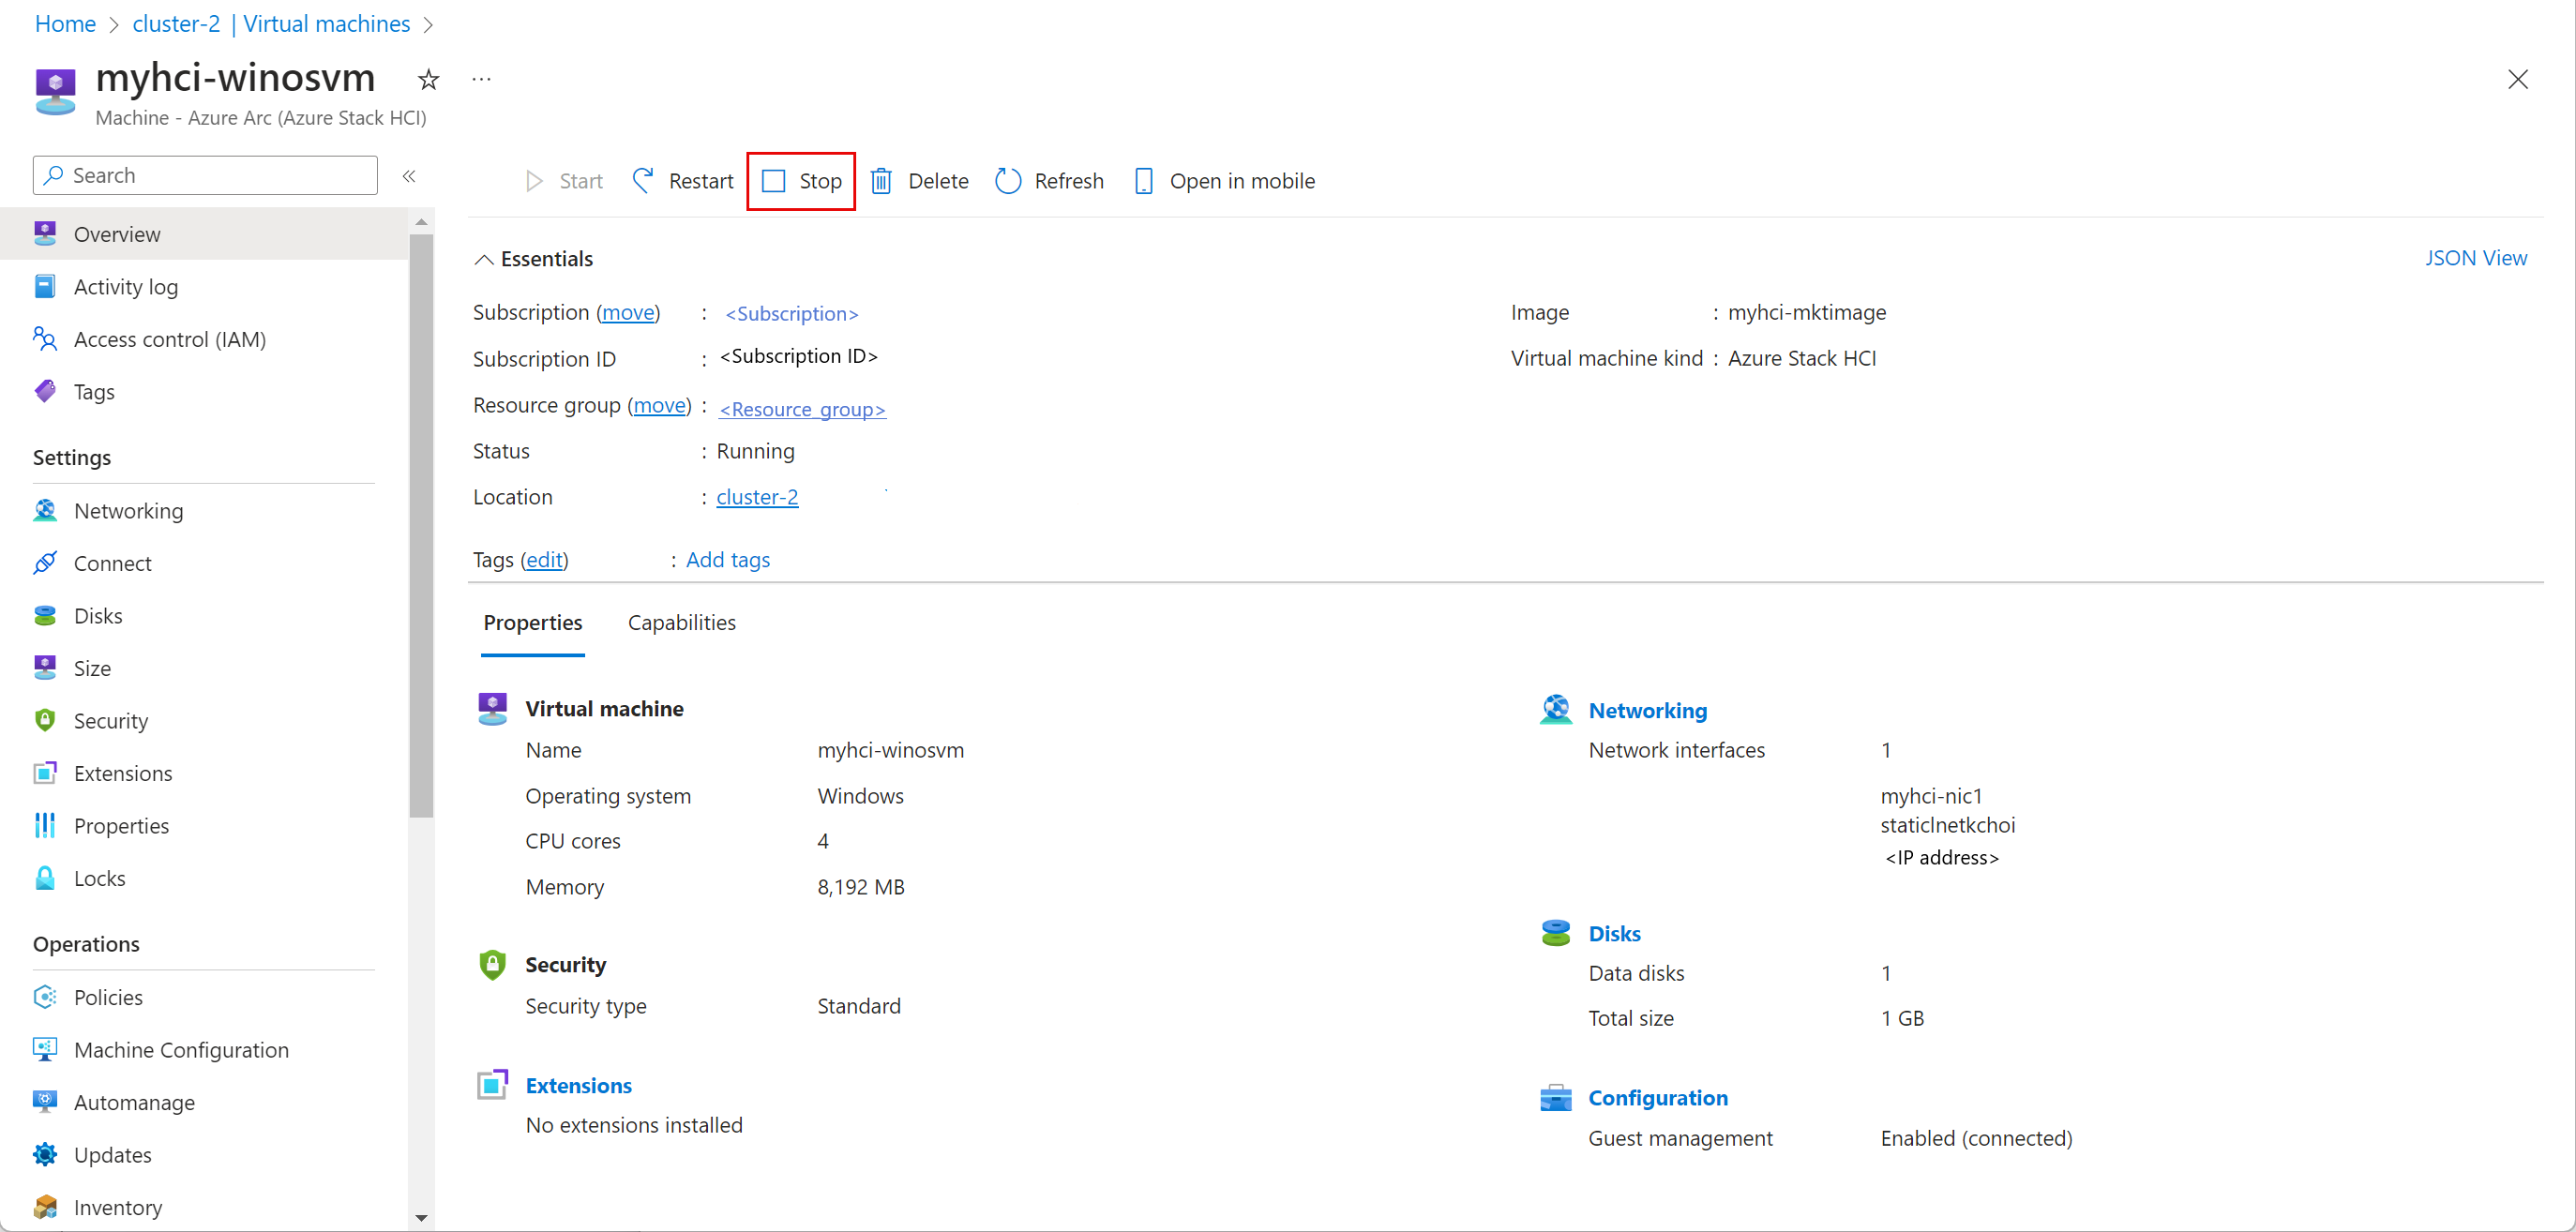 Home > cluster-2 | Virtual machines >
myhci-winosvm
Machine - Azure Arc (Azure Stack HCI)
Search
Overview
Activity log
Access control (IAM)
Tags
Settings
Networking
Connect
Disks
Size
Security
Extensions
Properties
Locks
Operations
Policies
Machine Configuration
Automanage
Updates
Inventory
Start Restart Stop Delete Refresh Open in mobile
Essentials
JSON View
Subscription (move) : <Subscription>
Subscription ID : <Subscription ID>
Resource group (move) : <Resource_group>
Status : Running
Location : cluster-2
Image : myhci-mktimage
Virtual machine kind : Azure Stack HCI
Tags (edit) : Add tags
Properties Capabilities
Virtual machine
Name myhci-winosvm
Operating system Windows
CPU cores 4
Memory 8,192 MB
Security
Security type Standard
Extensions
No extensions installed
Networking
Network interfaces 1
myhci-nic1
staticlnetkchoi
<IP address>
Disks
Data disks 1
Total size 1 GB
Configuration
Guest management Enabled (connected)